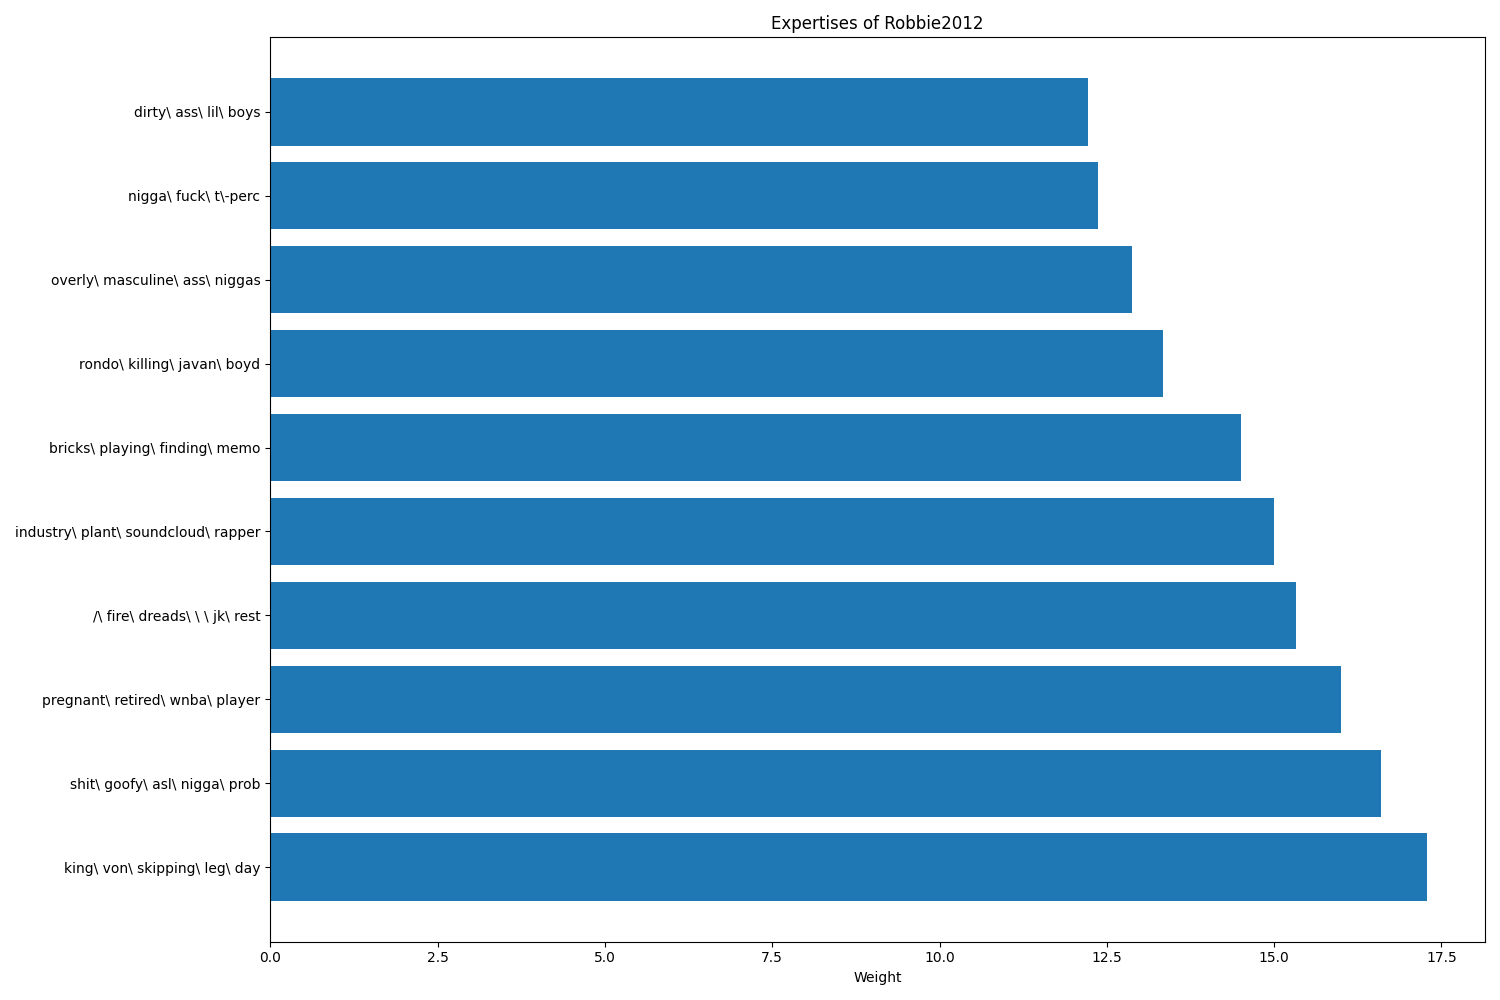 Expertises of Robbie2012
dirty\ ass\ lil\ boys
nigga\ fuck\ t\-perc
overly\ masculine\ ass\ niggas
rondo\ killing\ javan\ boyd
bricks\ playing\ finding\ memo
industry\ plant\ soundcloud\ rapper
/\ fire\ dreads\ \ \ jk\ rest
pregnant\ retired\ wnba\ player
shit\ goofy\ asl\ nigga\ prob
king\ von\ skipping\ leg\ day
0.0 2.5 5.0 7.5 10.0 12.5 15.0 17.5
Weight